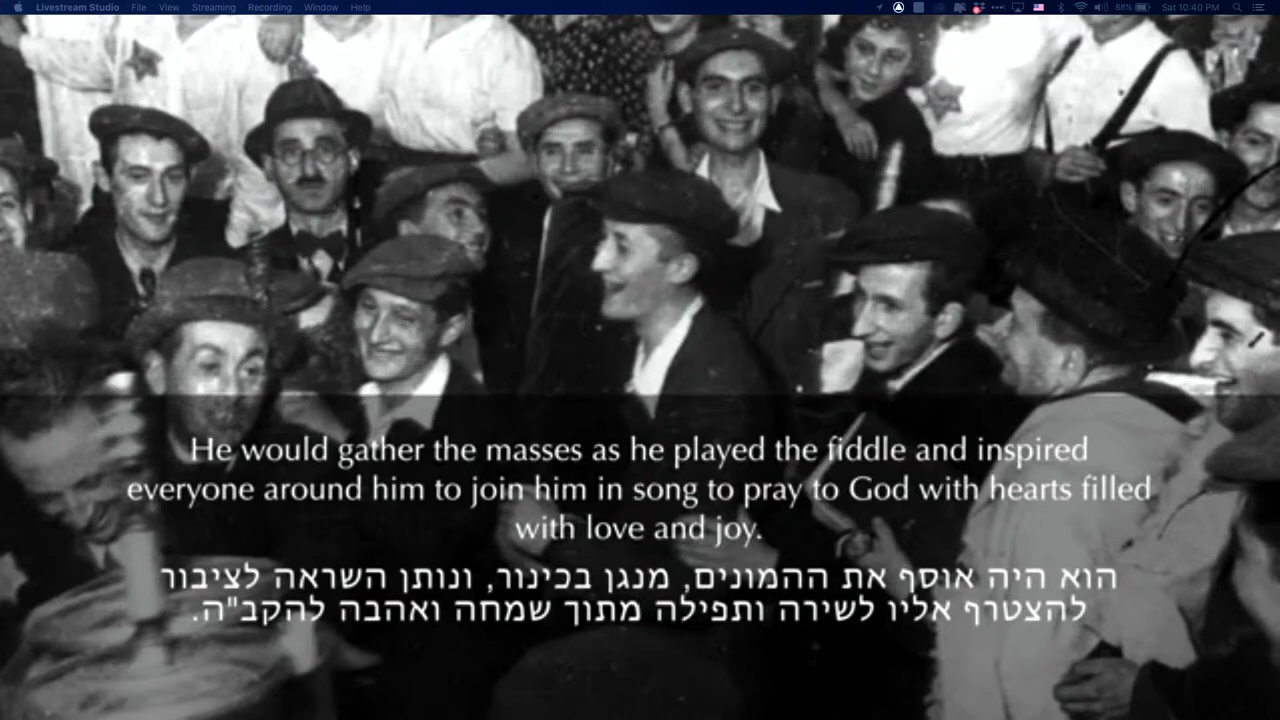 Livestream Studio File View Streaming Recording Window Help 88% Sat 10:40 PM
He would gather the masses as he played the fiddle and inspired
everyone around him to join him in song to pray to God with hearts filled
with love and joy.
הוא היה אוסף את ההמונים, מנגן בכינור, ונותן השראה לציבור
להצטרף אליו לשירה ותפילה מתוך שמחה ואהבה להקב"ה.